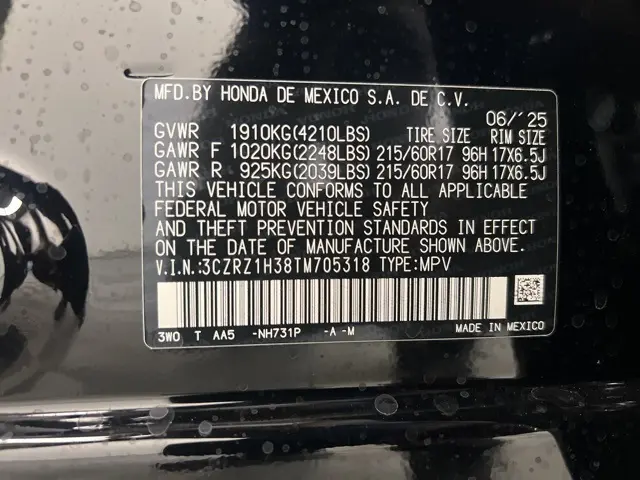 MFD.BY HONDA DE MEXICO S.A. DE C.V.
06/'25
GVWR 1910KG(4210LBS) TIRE SIZE RIM SIZE
GAWR F 1020KG(2248LBS) 215/60R17 96H 17X6.5J
GAWR R 925KG(2039LBS) 215/60R17 96H 17X6.5J
THIS VEHICLE CONFORMS TO ALL APPLICABLE
FEDERAL MOTOR VEHICLE SAFETY
AND THEFT PREVENTION STANDARDS IN EFFECT ON THE
DATE OF MANUFACTURE SHOWN ABOVE.
V.I.N.:3CZRZ1H38TM705318 TYPE:MPV
3WO T AA5 -NH731P -A -M MADE IN MEXICO